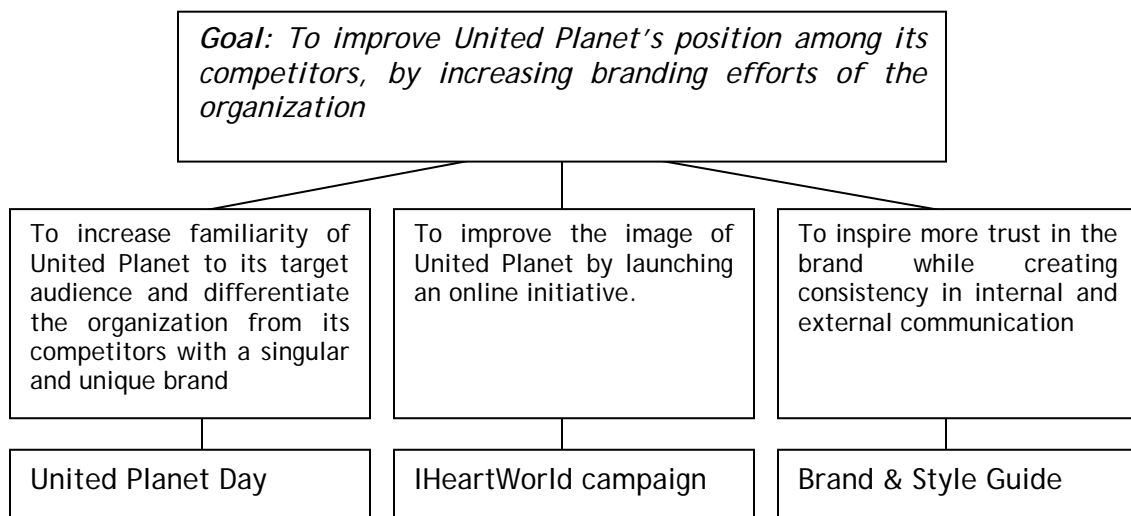 Goal: To improve United Planet's position among its
competitors, by increasing branding efforts of the
organization
To increase familiarity of
United Planet to its target
audience and differentiate
the organization from its
competitors with a singular
and unique brand
To improve the image of
United Planet by launching
an online initiative.
To inspire more trust in the
brand while creating
consistency in internal and
external communication
United Planet Day
IHeartWorld campaign
Brand & Style Guide